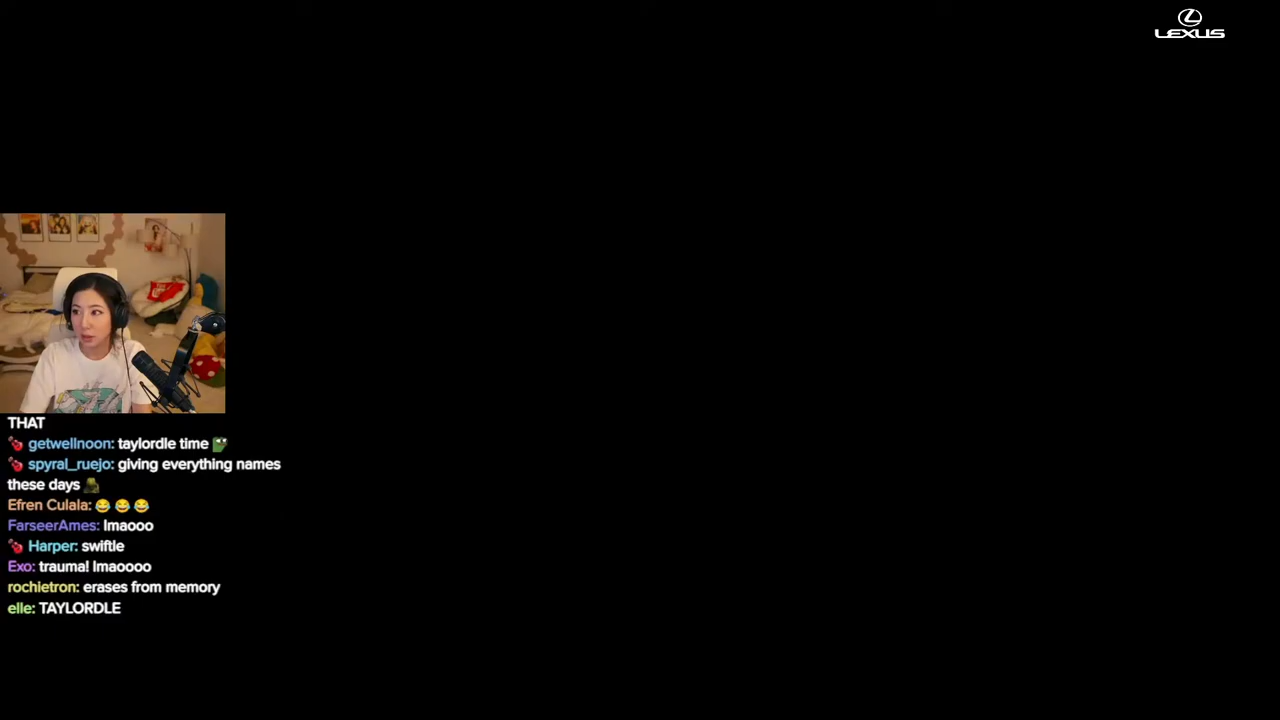 LEXUS
THAT
getwellnoon: taylordle time
spyral_ruejo: giving everything names
these days
Efren Culala: 😂 😂 😂
FarseerAmes: lmaooo
Harper: swiftle
Exo: trauma! lmaoooo
rochietron: erases from memory
elle: TAYLORDLE